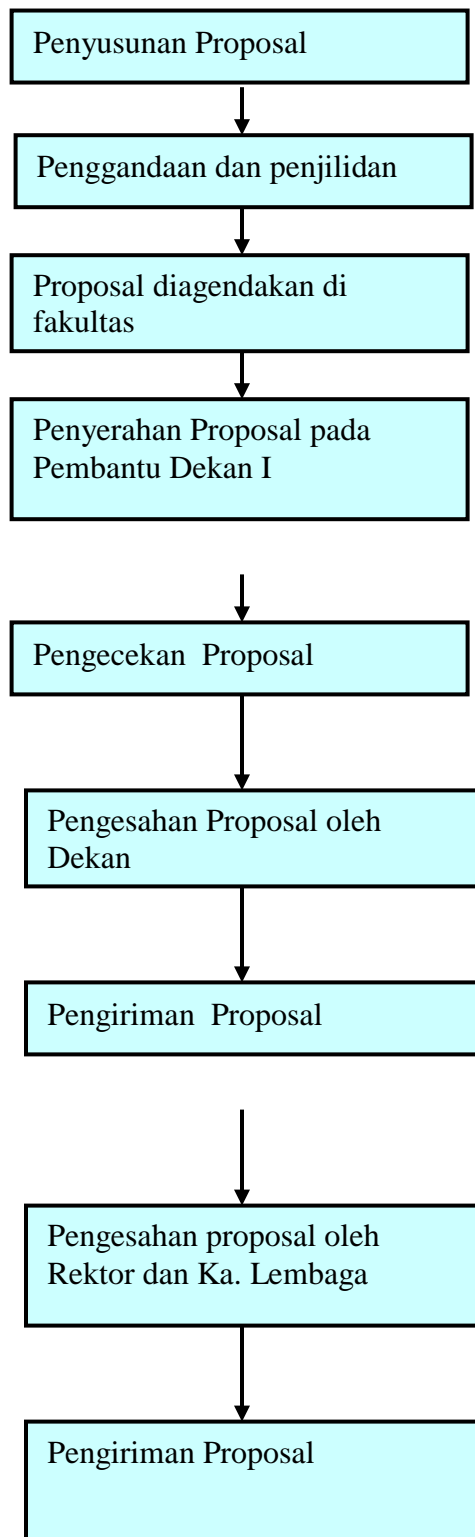 Penyusunan Proposal
Penggandaan dan penjilidan
Proposal diagendakan di
fakultas
Penyerahan Proposal pada
Pembantu Dekan I
Pengecekan  Proposal
Pengesahan Proposal oleh
Dekan
Pengiriman  Proposal
Pengesahan proposal oleh
Rektor dan Ka. Lembaga
Pengiriman Proposal